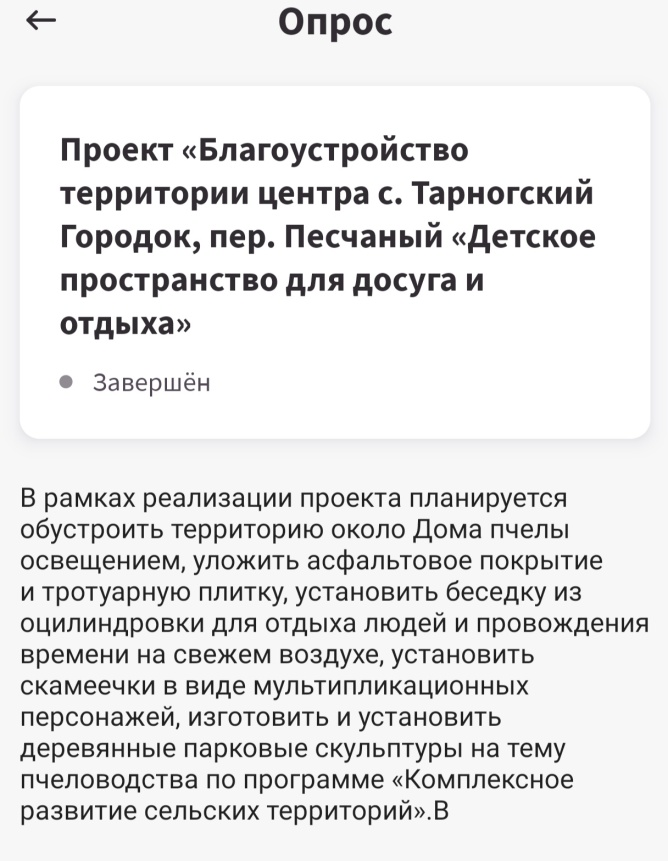 Опрос
Проект «Благоустройство
территории центра с. Тарногский
Городок, пер. Песчаный «Детское
пространство для досуга и
отдыха»
Завершён
В рамках реализации проекта планируется
обустроить территорию около Дома пчелы
освещением, уложить асфальтовое покрытие
и тротуарную плитку, установить беседку из
оцилиндровки для отдыха людей и провождения
времени на свежем воздухе, установить
скамеечки в виде мультипликационных
персонажей, изготовить и установить
деревянные парковые скульптуры на тему
пчеловодства по программе «Комплексное
развитие сельских территорий».В